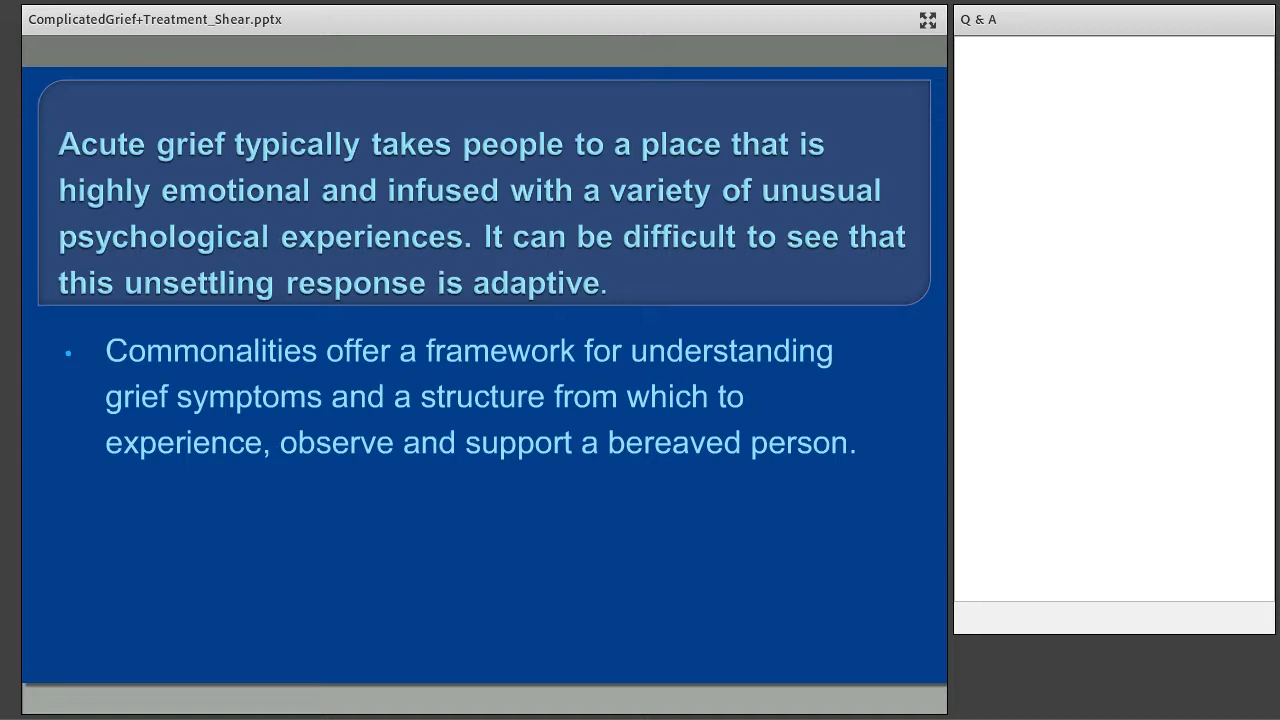 ComplicatedGrief+Treatment_Shear.pptx
Q & A
Acute grief typically takes people to a place that is
highly emotional and infused with a variety of unusual
psychological experiences. It can be difficult to see that
this unsettling response is adaptive.
• Commonalities offer a framework for understanding
grief symptoms and a structure from which to
experience, observe and support a bereaved person.